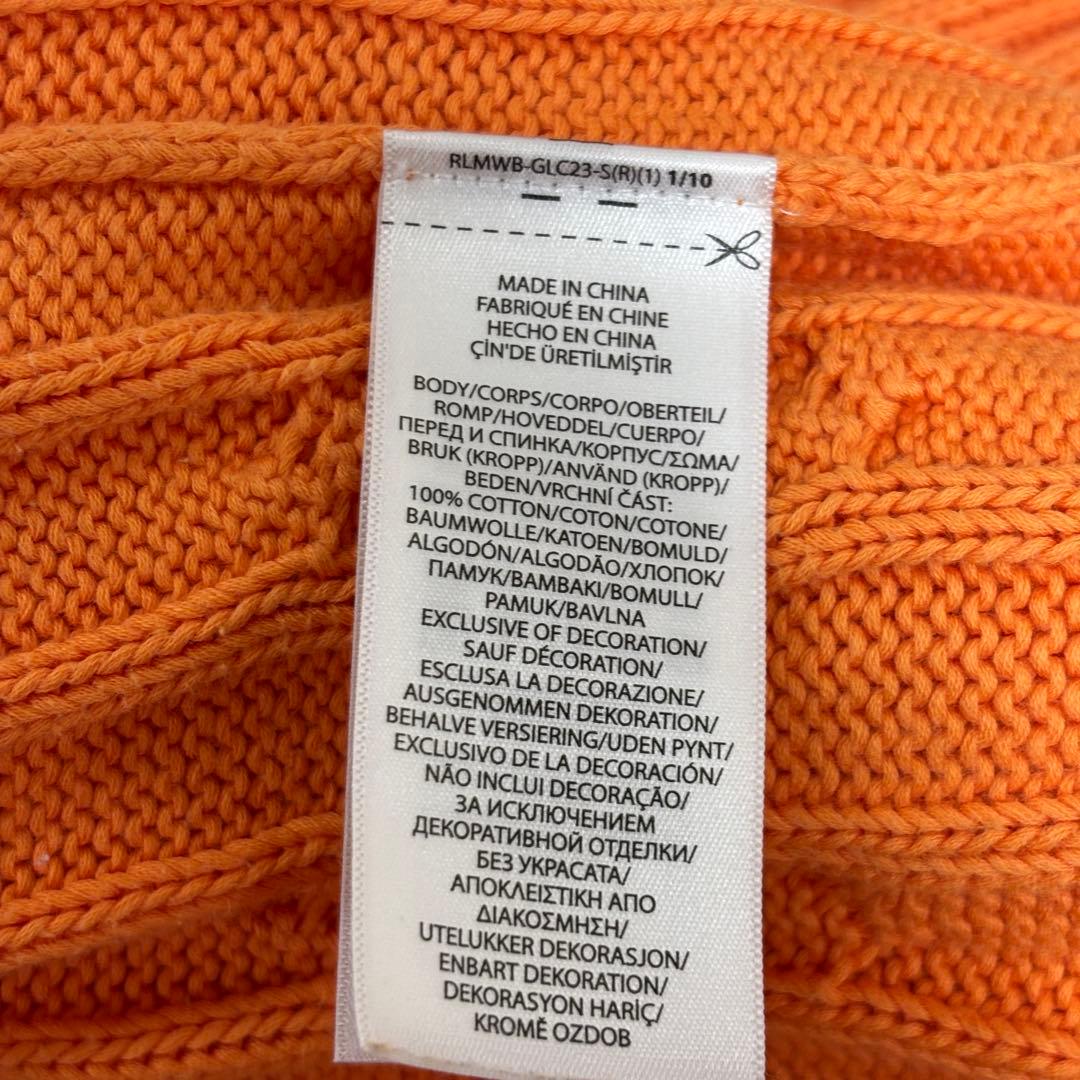 RLMWB-GLC23-S(R)(1) 1/10
MADE IN CHINA
FABRIQUÉ EN CHINE
HECHO EN CHINA
ÇİN'DE ÜRETİLMİŞTİR
BODY/CORPS/CORPO/OBERTEIL/
ROMP/HOVEDDEL/CUERPO/
ПЕРЕД И СПИНКА/КОРПУС/ΣΩΜΑ/
BRUK (KROPP)/ANVÄND (KROPP)/
BEDEN/VRCHNÍ ČÁST:
100% COTTON/COTON/COTONE/
BAUMWOLLE/KATOEN/BOMULD/
ALGODÓN/ALGODÃO/ХЛОПОК/
ПАМУК/ΒΑΜΒΑΚΙ/BOMULL/
PAMUK/BAVLNA
EXCLUSIVE OF DECORATION/
SAUF DÉCORATION/
ESCLUSA LA DECORAZIONE/
AUSGENOMMEN DEKORATION/
BEHALVE VERSIERING/UDEN PYNT/
EXCLUSIVO DE LA DECORACIÓN/
NÃO INCLUI DECORAÇÃO/
ЗА ИСКЛЮЧЕНИЕМ
ДЕКОРАТИВНОЙ ОТДЕЛКИ/
БЕЗ УКРАСАТА/
ΑΠΟΚΛΕΙΣΤΙΚΗ ΑΠΟ
ΔΙΑΚΟΣΜΗΣΗ/
UTELUKKER DEKORASJON/
ENBART DEKORATION/
DEKORASYON HARİÇ/
KROMĚ OZDOB